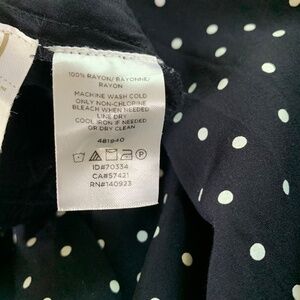 100% RAYON/RAYONNE/
RAYON
MACHINE WASH COLD
ONLY NON-CHLORINE
BLEACH WHEN NEEDED
LINE DRY
COOL IRON IF NEEDED
OR DRY CLEAN
481940
ID#70334
CA#57421
RN#140923